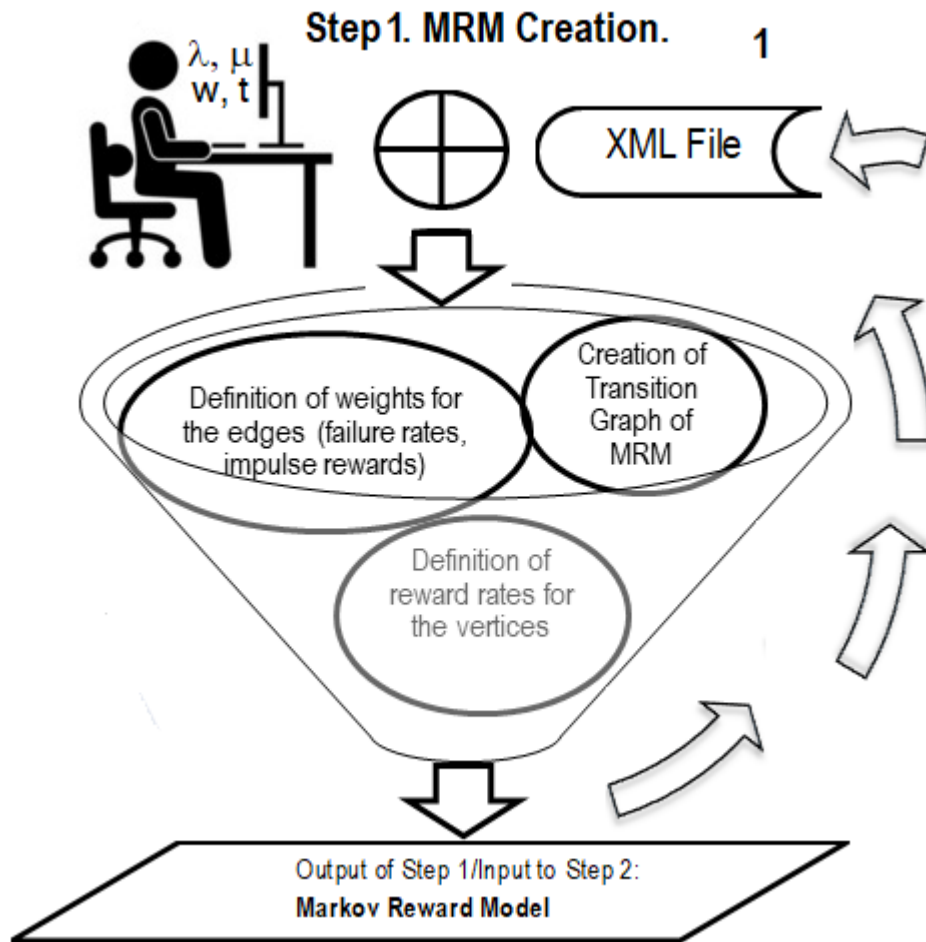 Step1. MRM Creation.
1
λ, μ
w, t
XML File
Definition of weights for
the edges (failure rates,
impulse rewards)
Creation of
Transition
Graph of
MRM
Definition of
reward rates for
the vertices
Output of Step 1/Input to Step 2:
Markov Reward Model